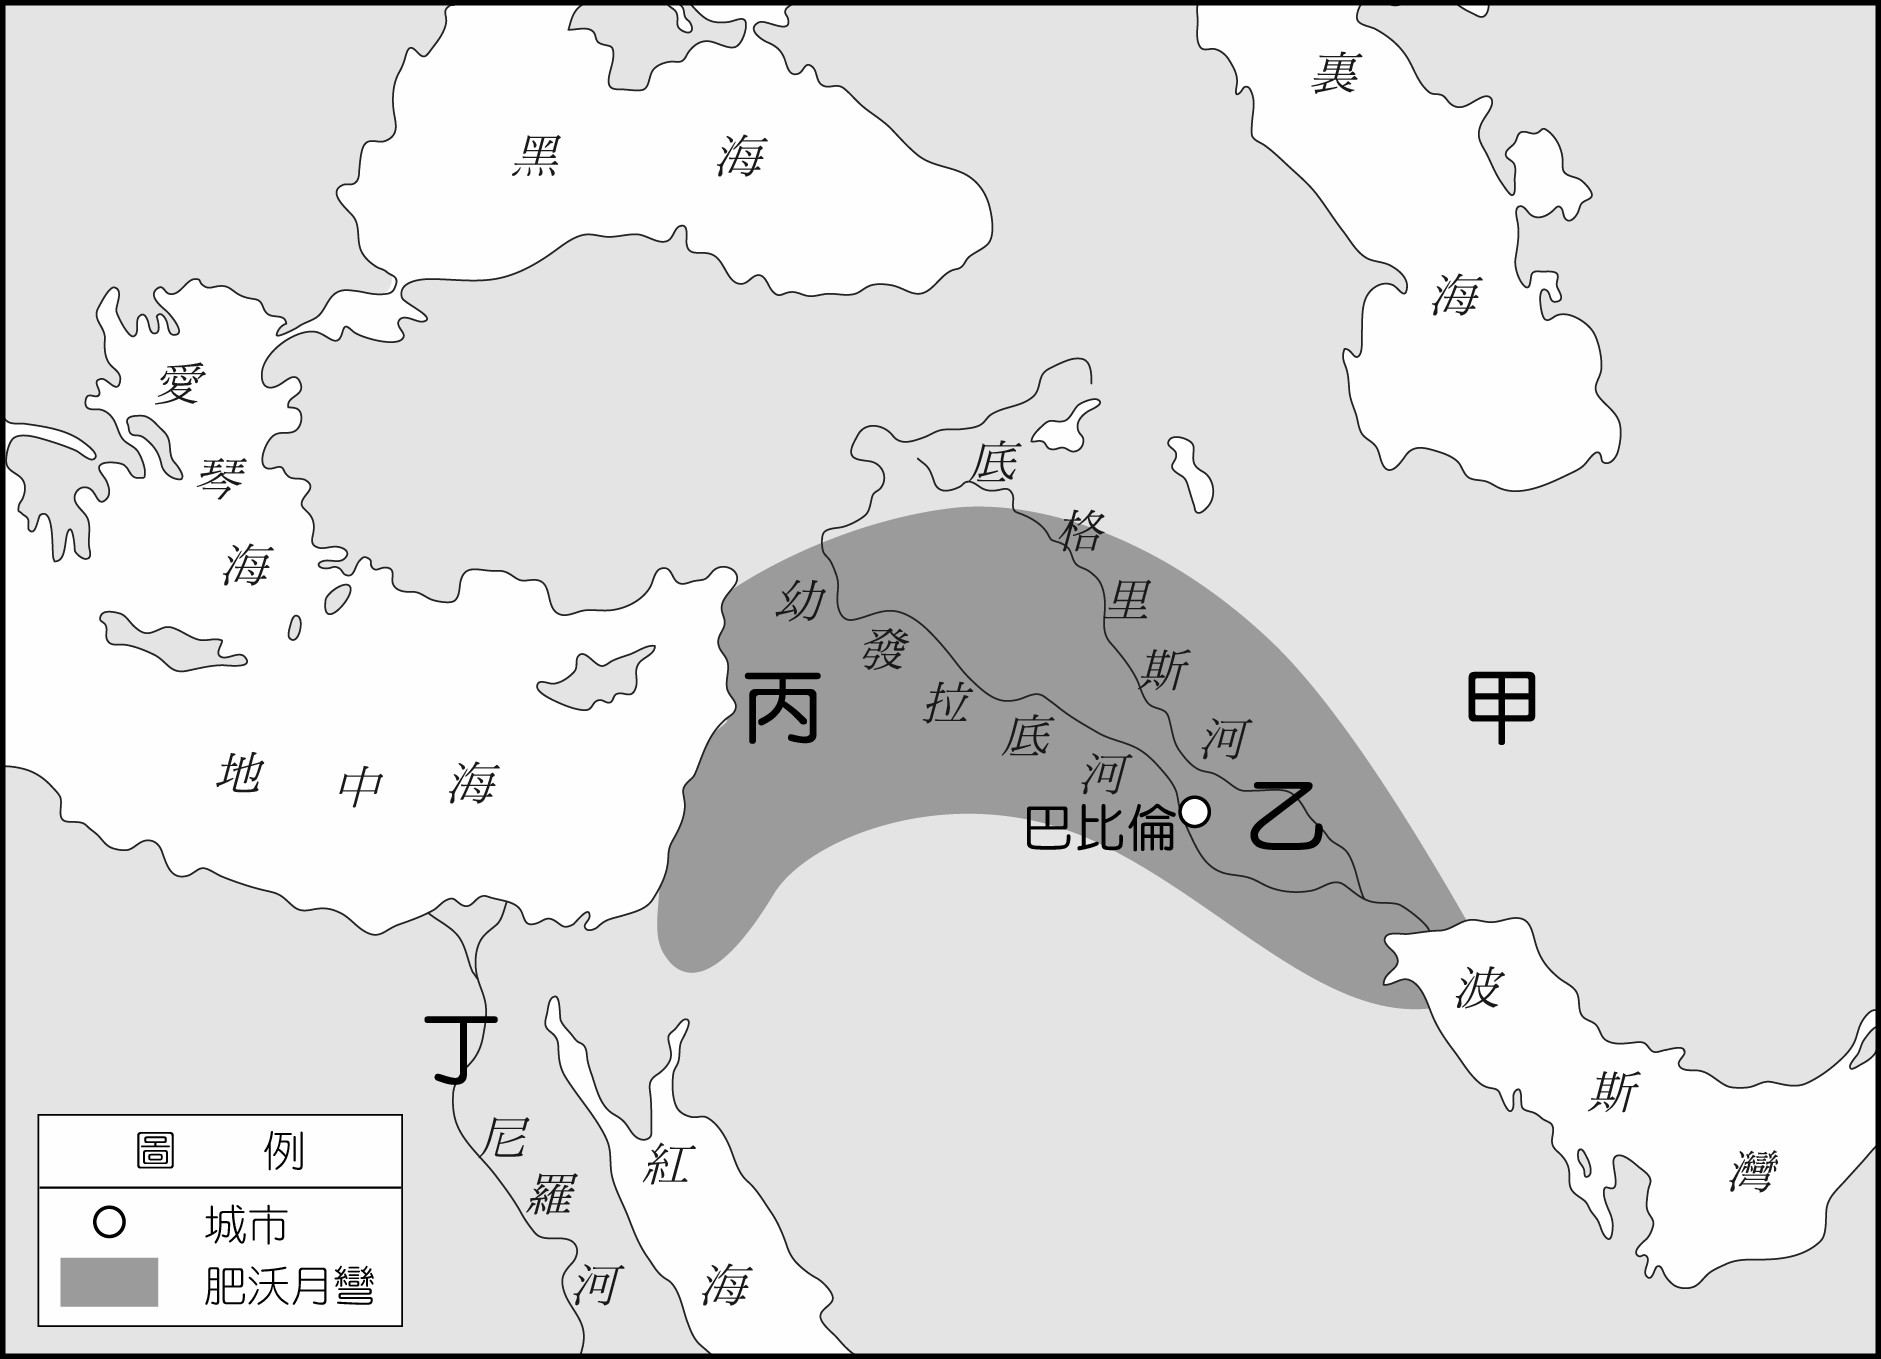 黑海
裏海
愛琴海
地中海
底格里斯河
幼發拉底河
甲
乙
丙
丁
巴比倫
波斯灣
尼羅河
紅海
圖例
城市
肥沃月彎